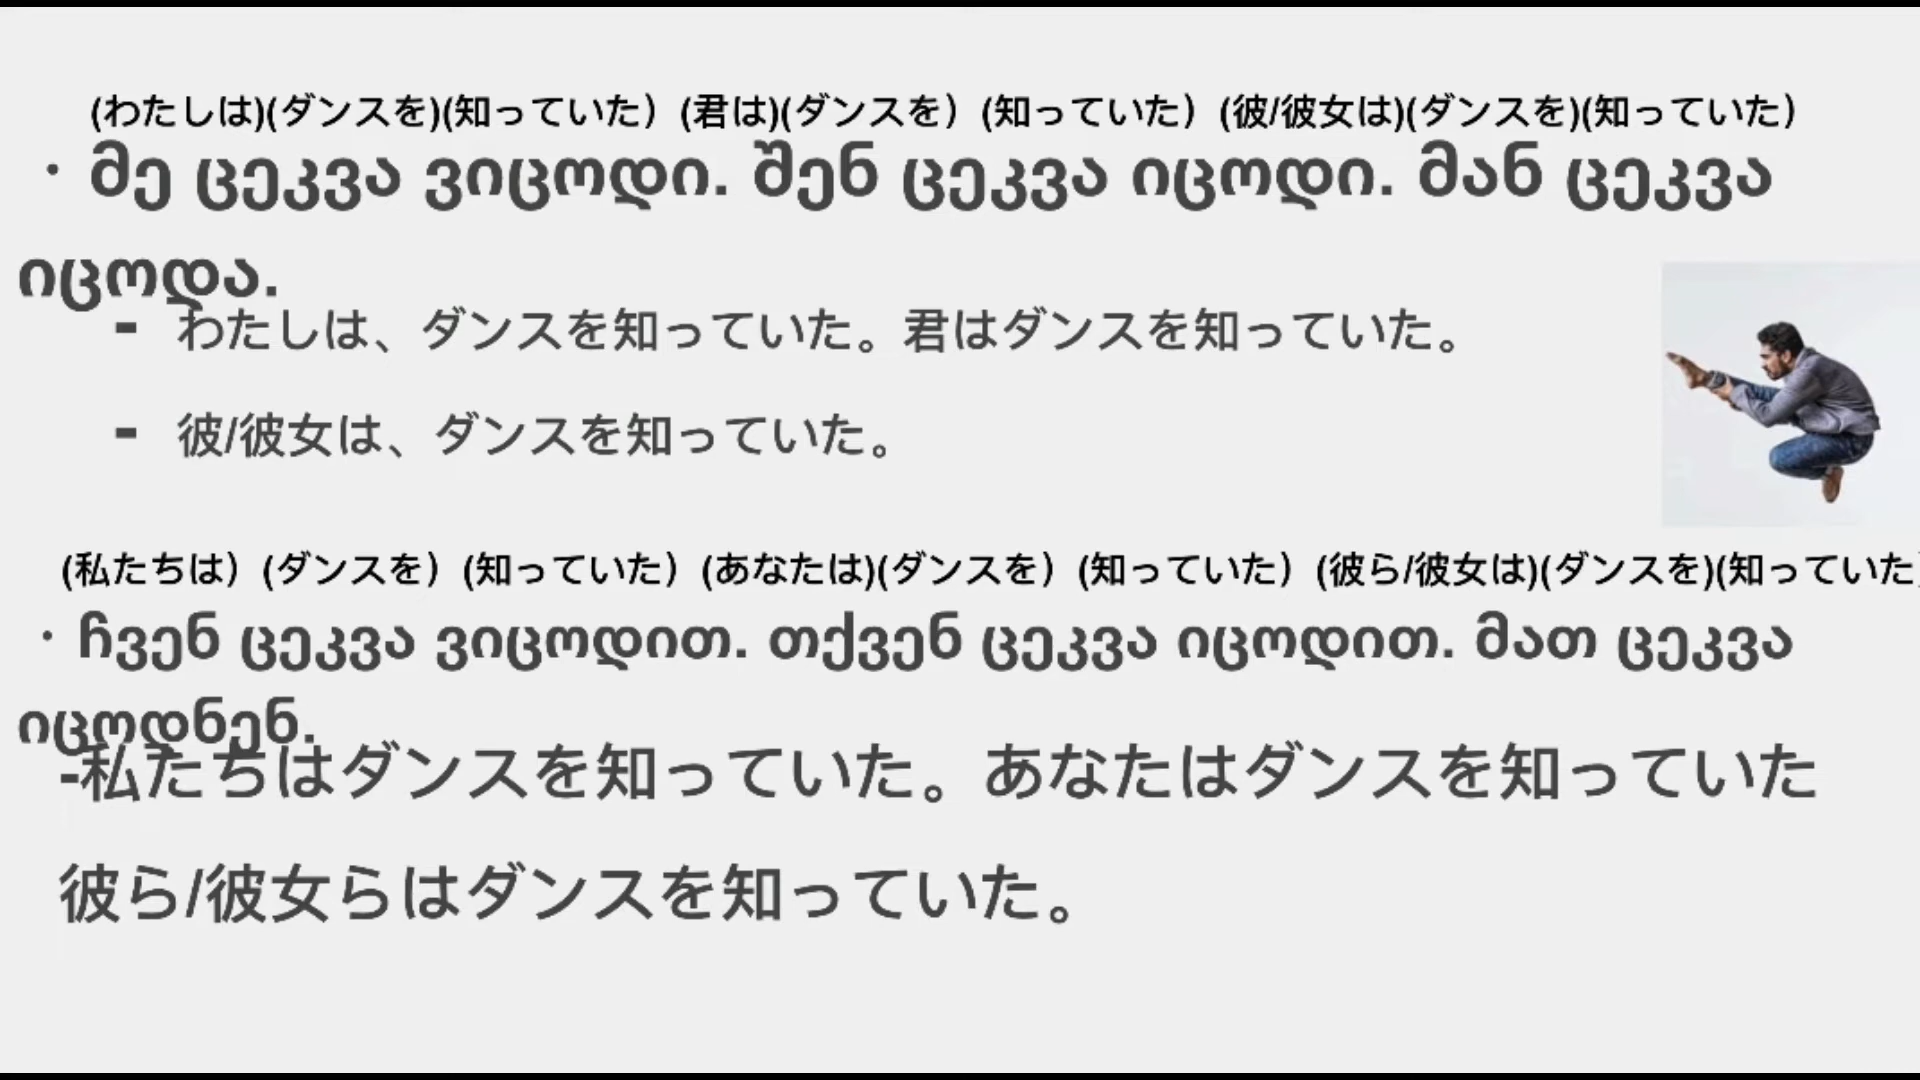 (わたしは)(ダンスを)(知っていた）(君は)(ダンスを）(知っていた）(彼/彼女は)(ダンスを)(知っていた）
· მე ცეკვა ვიცოდი. შენ ცეკვა იცოდი. მან ცეკვა
იცოდა.
- わたしは、ダンスを知っていた。君はダンスを知っていた。
- 彼/彼女は、ダンスを知っていた。
(私たちは）(ダンスを）(知っていた）(あなたは)(ダンスを）(知っていた）(彼ら/彼女は)(ダンスを)(知っていた）
· ჩვენ ცეკვა ვიცოდით. თქვენ ცეკვა იცოდით. მათ ცეკვა
იცოდნენ.
-私たちはダンスを知っていた。あなたはダンスを知っていた
彼ら/彼女らはダンスを知っていた。